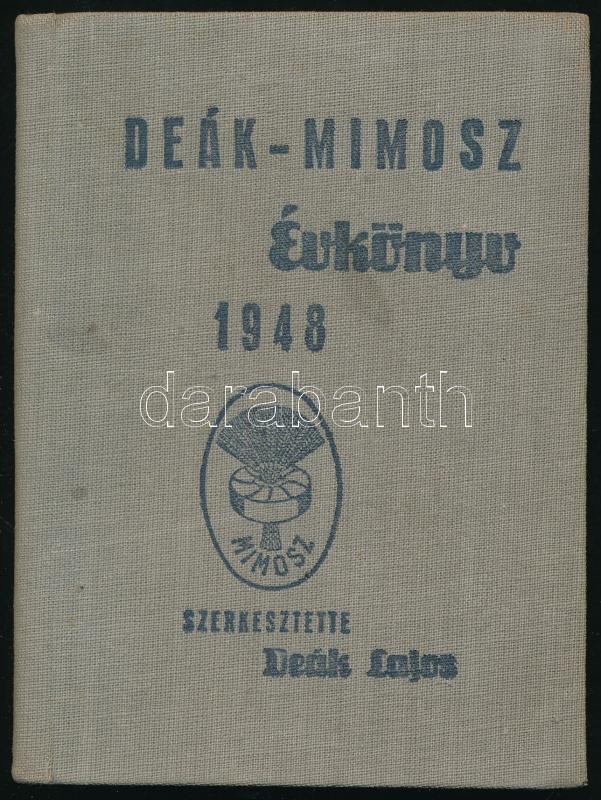 DEÁK-MIMOSZ
Évkönyv
1948
darabanth
MIMOSZ
SZERKESZTETTE
Deák Lajos